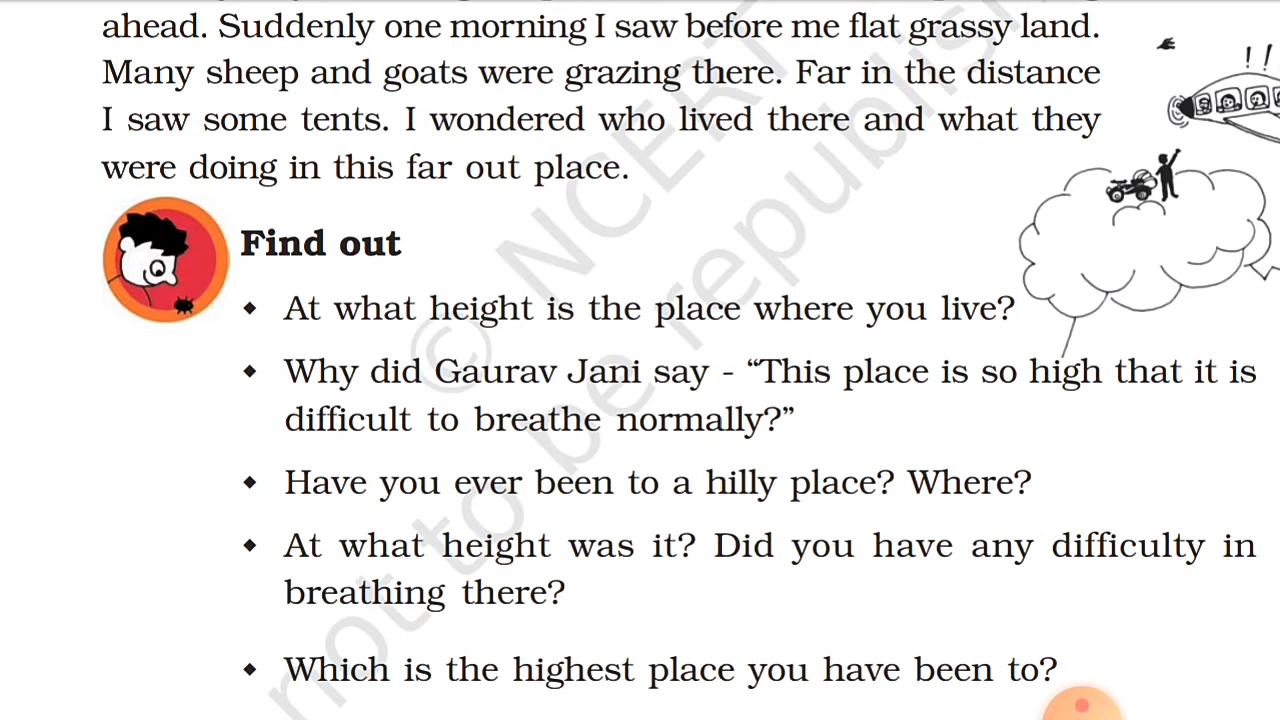 ahead. Suddenly one morning I saw before me flat grassy land.
Many sheep and goats were grazing there. Far in the distance
I saw some tents. I wondered who lived there and what they
were doing in this far out place.
!!
Find out
• At what height is the place where you live?
• Why did Gaurav Jani say - “This place is so high that it is
difficult to breathe normally?”
• Have you ever been to a hilly place? Where?
• At what height was it? Did you have any difficulty in
breathing there?
• Which is the highest place you have been to?
© NCERT
not to be republish